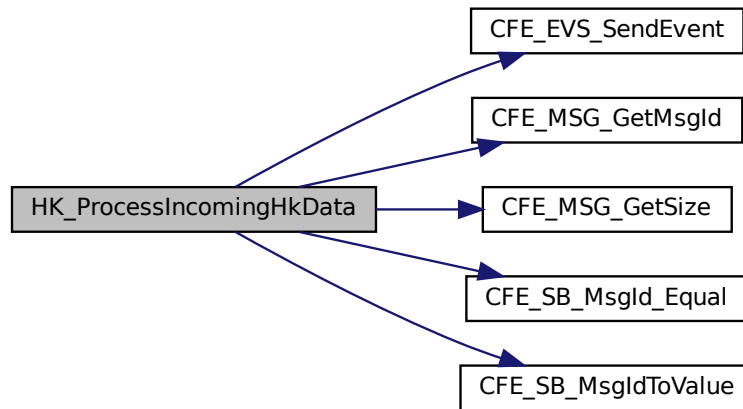 CFE_EVS_SendEvent
CFE_MSG_GetMsgId
HK_ProcessIncomingHkData
CFE_MSG_GetSize
CFE_SB_MsgId_Equal
CFE_SB_MsgIdToValue